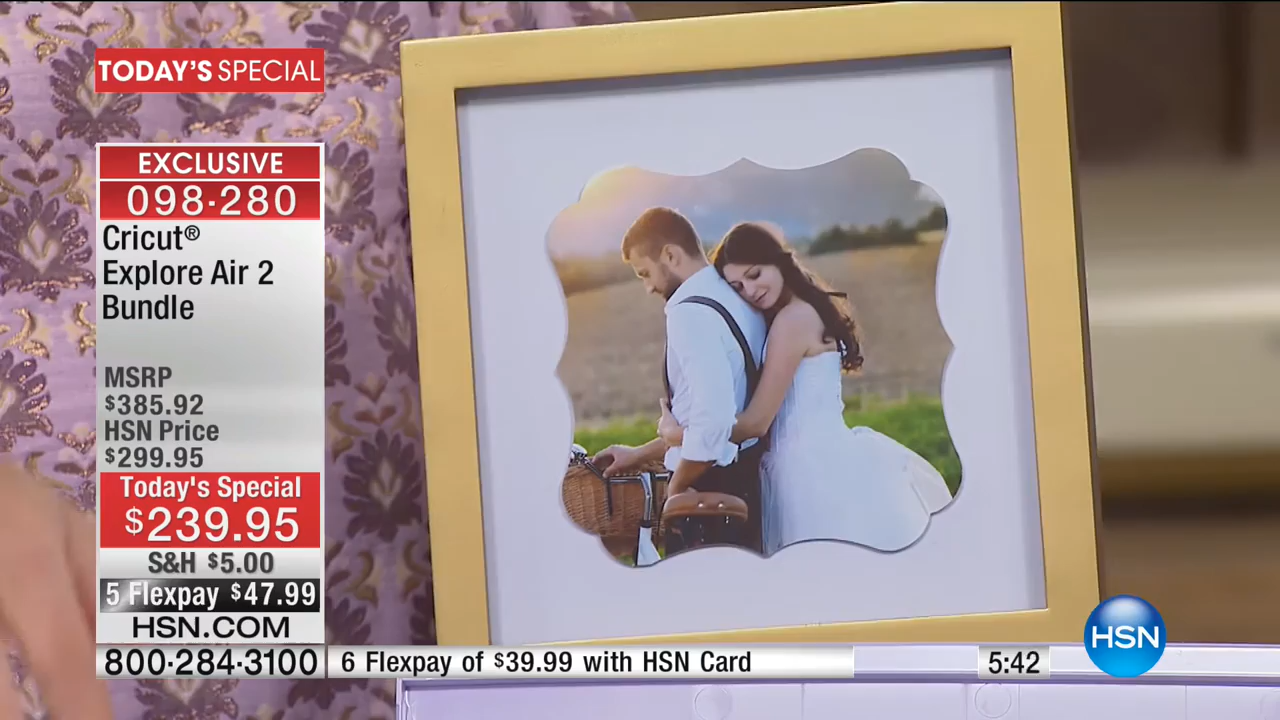 TODAY'S SPECIAL
EXCLUSIVE
098·280
Cricut®
Explore Air 2
Bundle
MSRP
$385.92
HSN Price
$299.95
Today's Special
$239.95
S&H $5.00
5 Flexpay $47.99
HSN.COM
800·284·3100
6 Flexpay of $39.99 with HSN Card
5:42
HSN